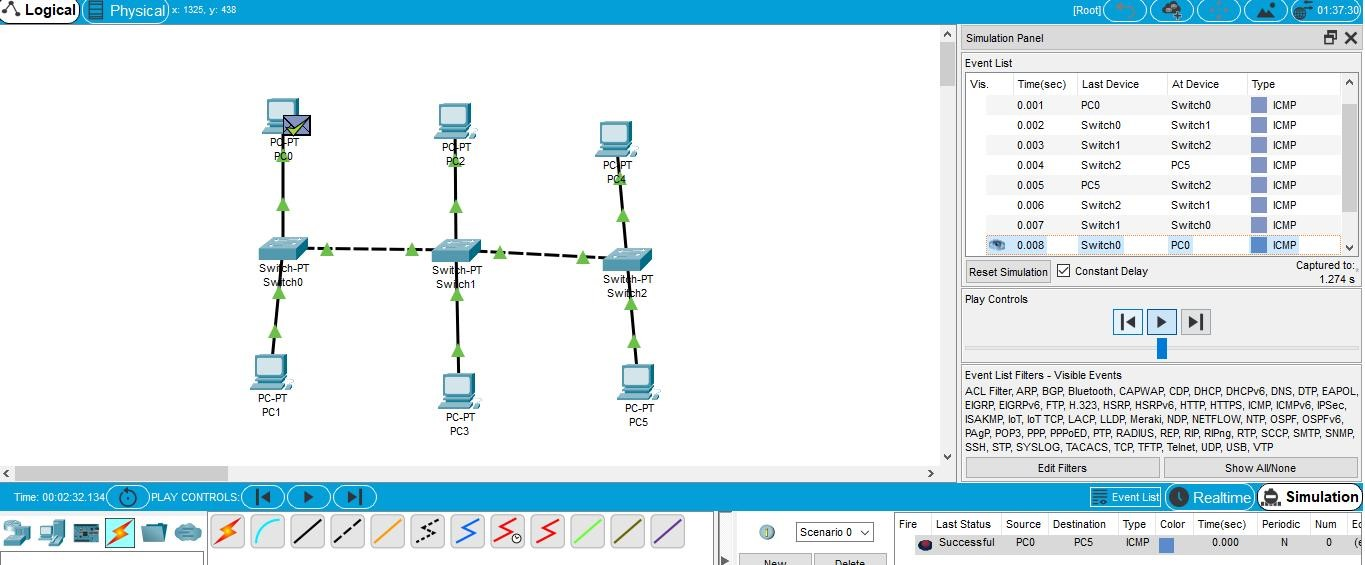 Logical Physical x: 1325, y: 438 [Root] 01:37:30
Simulation Panel
Event List
Vis. Time(sec) Last Device At Device Type
0.001 PC0 Switch0 ICMP
0.002 Switch0 Switch1 ICMP
0.003 Switch1 Switch2 ICMP
0.004 Switch2 PC5 ICMP
0.005 PC5 Switch2 ICMP
0.006 Switch2 Switch1 ICMP
0.007 Switch1 Switch0 ICMP
0.008 Switch0 PC0 ICMP
Reset Simulation Constant Delay Captured to:
1.274 s
Play Controls
Event List Filters - Visible Events
ACL Filter, ARP, BGP, Bluetooth, CAPWAP, CDP, DHCP, DHCPv6, DNS, DTP, EAPOL,
EIGRP, EIGRPv6, FTP, H.323, HSRP, HSRPv6, HTTP, HTTPS, ICMP, ICMPv6, IPSec,
ISAKMP, IoT, IoT TCP, LACP, LLDP, Meraki, NDP, NETFLOW, NTP, OSPF, OSPFv6,
PAgP, POP3, PPP, PPPoED, PTP, RADIUS, REP, RIP, RIPng, RTP, SCCP, SMTP, SNMP,
SSH, STP, SYSLOG, TACACS, TCP, TFTP, Telnet, UDP, USB, VTP
Edit Filters Show All/None
PC-PT
PC0
PC-PT
PC2
PC-PT
PC4
Switch-PT
Switch0
Switch-PT
Switch1
Switch-PT
Switch2
PC-PT
PC1
PC-PT
PC3
PC-PT
PC5
Time: 00:02:32.134 PLAY CONTROLS: Event List Realtime Simulation
Scenario 0
New Delete
Fire Last Status Source Destination Type Color Time(sec) Periodic Num
Successful PC0 PC5 ICMP 0.000 N 0